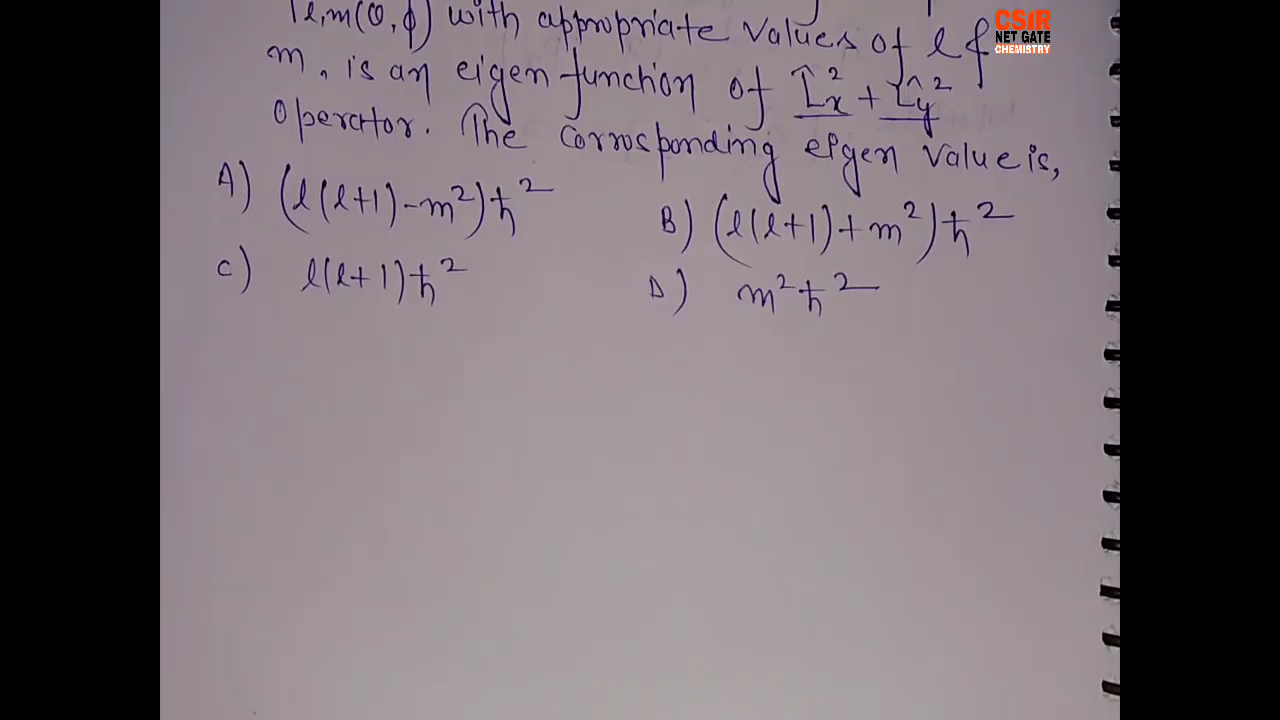 Yl,m(θ,ϕ) with appropriate values of l &
m, is an eigen function of L̂x² + L̂y²
Operator. The Corrosponding eigen value is,
A) (l(l+1)-m²)ħ²
B) (l(l+1)+m²)ħ²
C) l(l+1)ħ²
D) m²ħ²
CSIR
NET GATE
CHEMISTRY